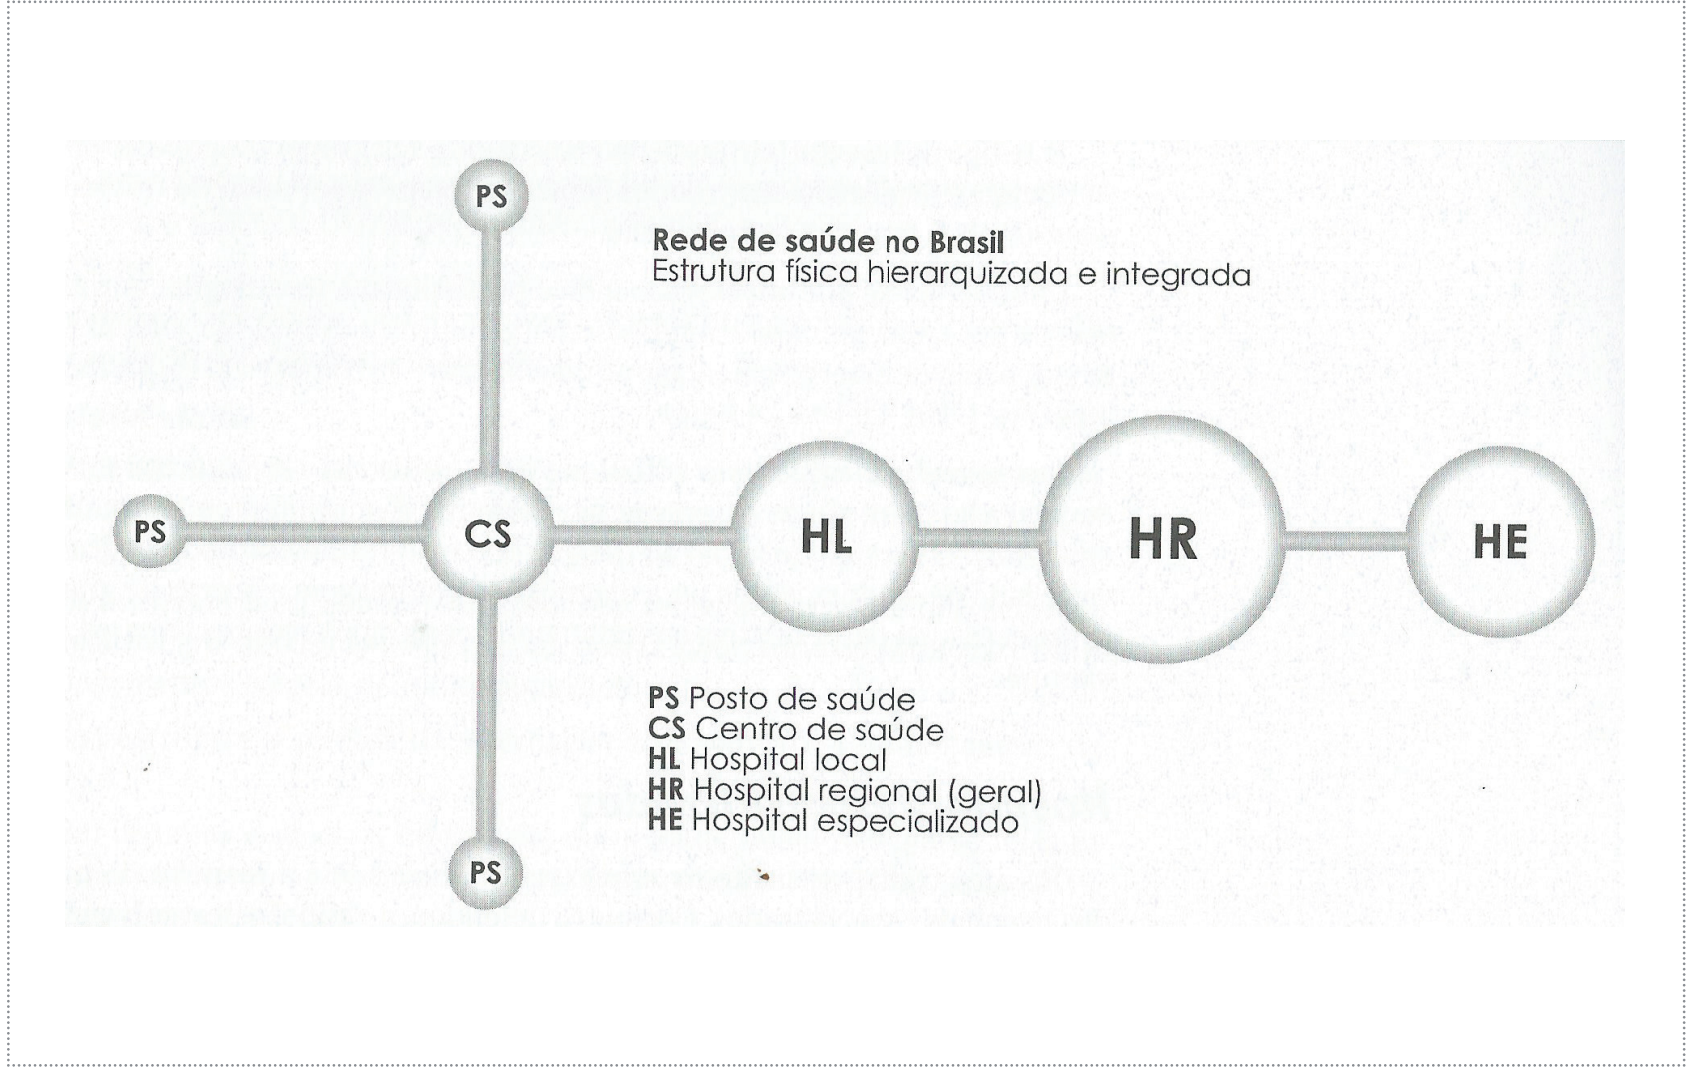 PS
Rede de saúde no Brasil
Estrutura física hierarquizada e integrada
PS
CS
HL
HR
HE
PS Posto de saúde
CS Centro de saúde
HL Hospital local
HR Hospital regional (geral)
HE Hospital especializado
PS